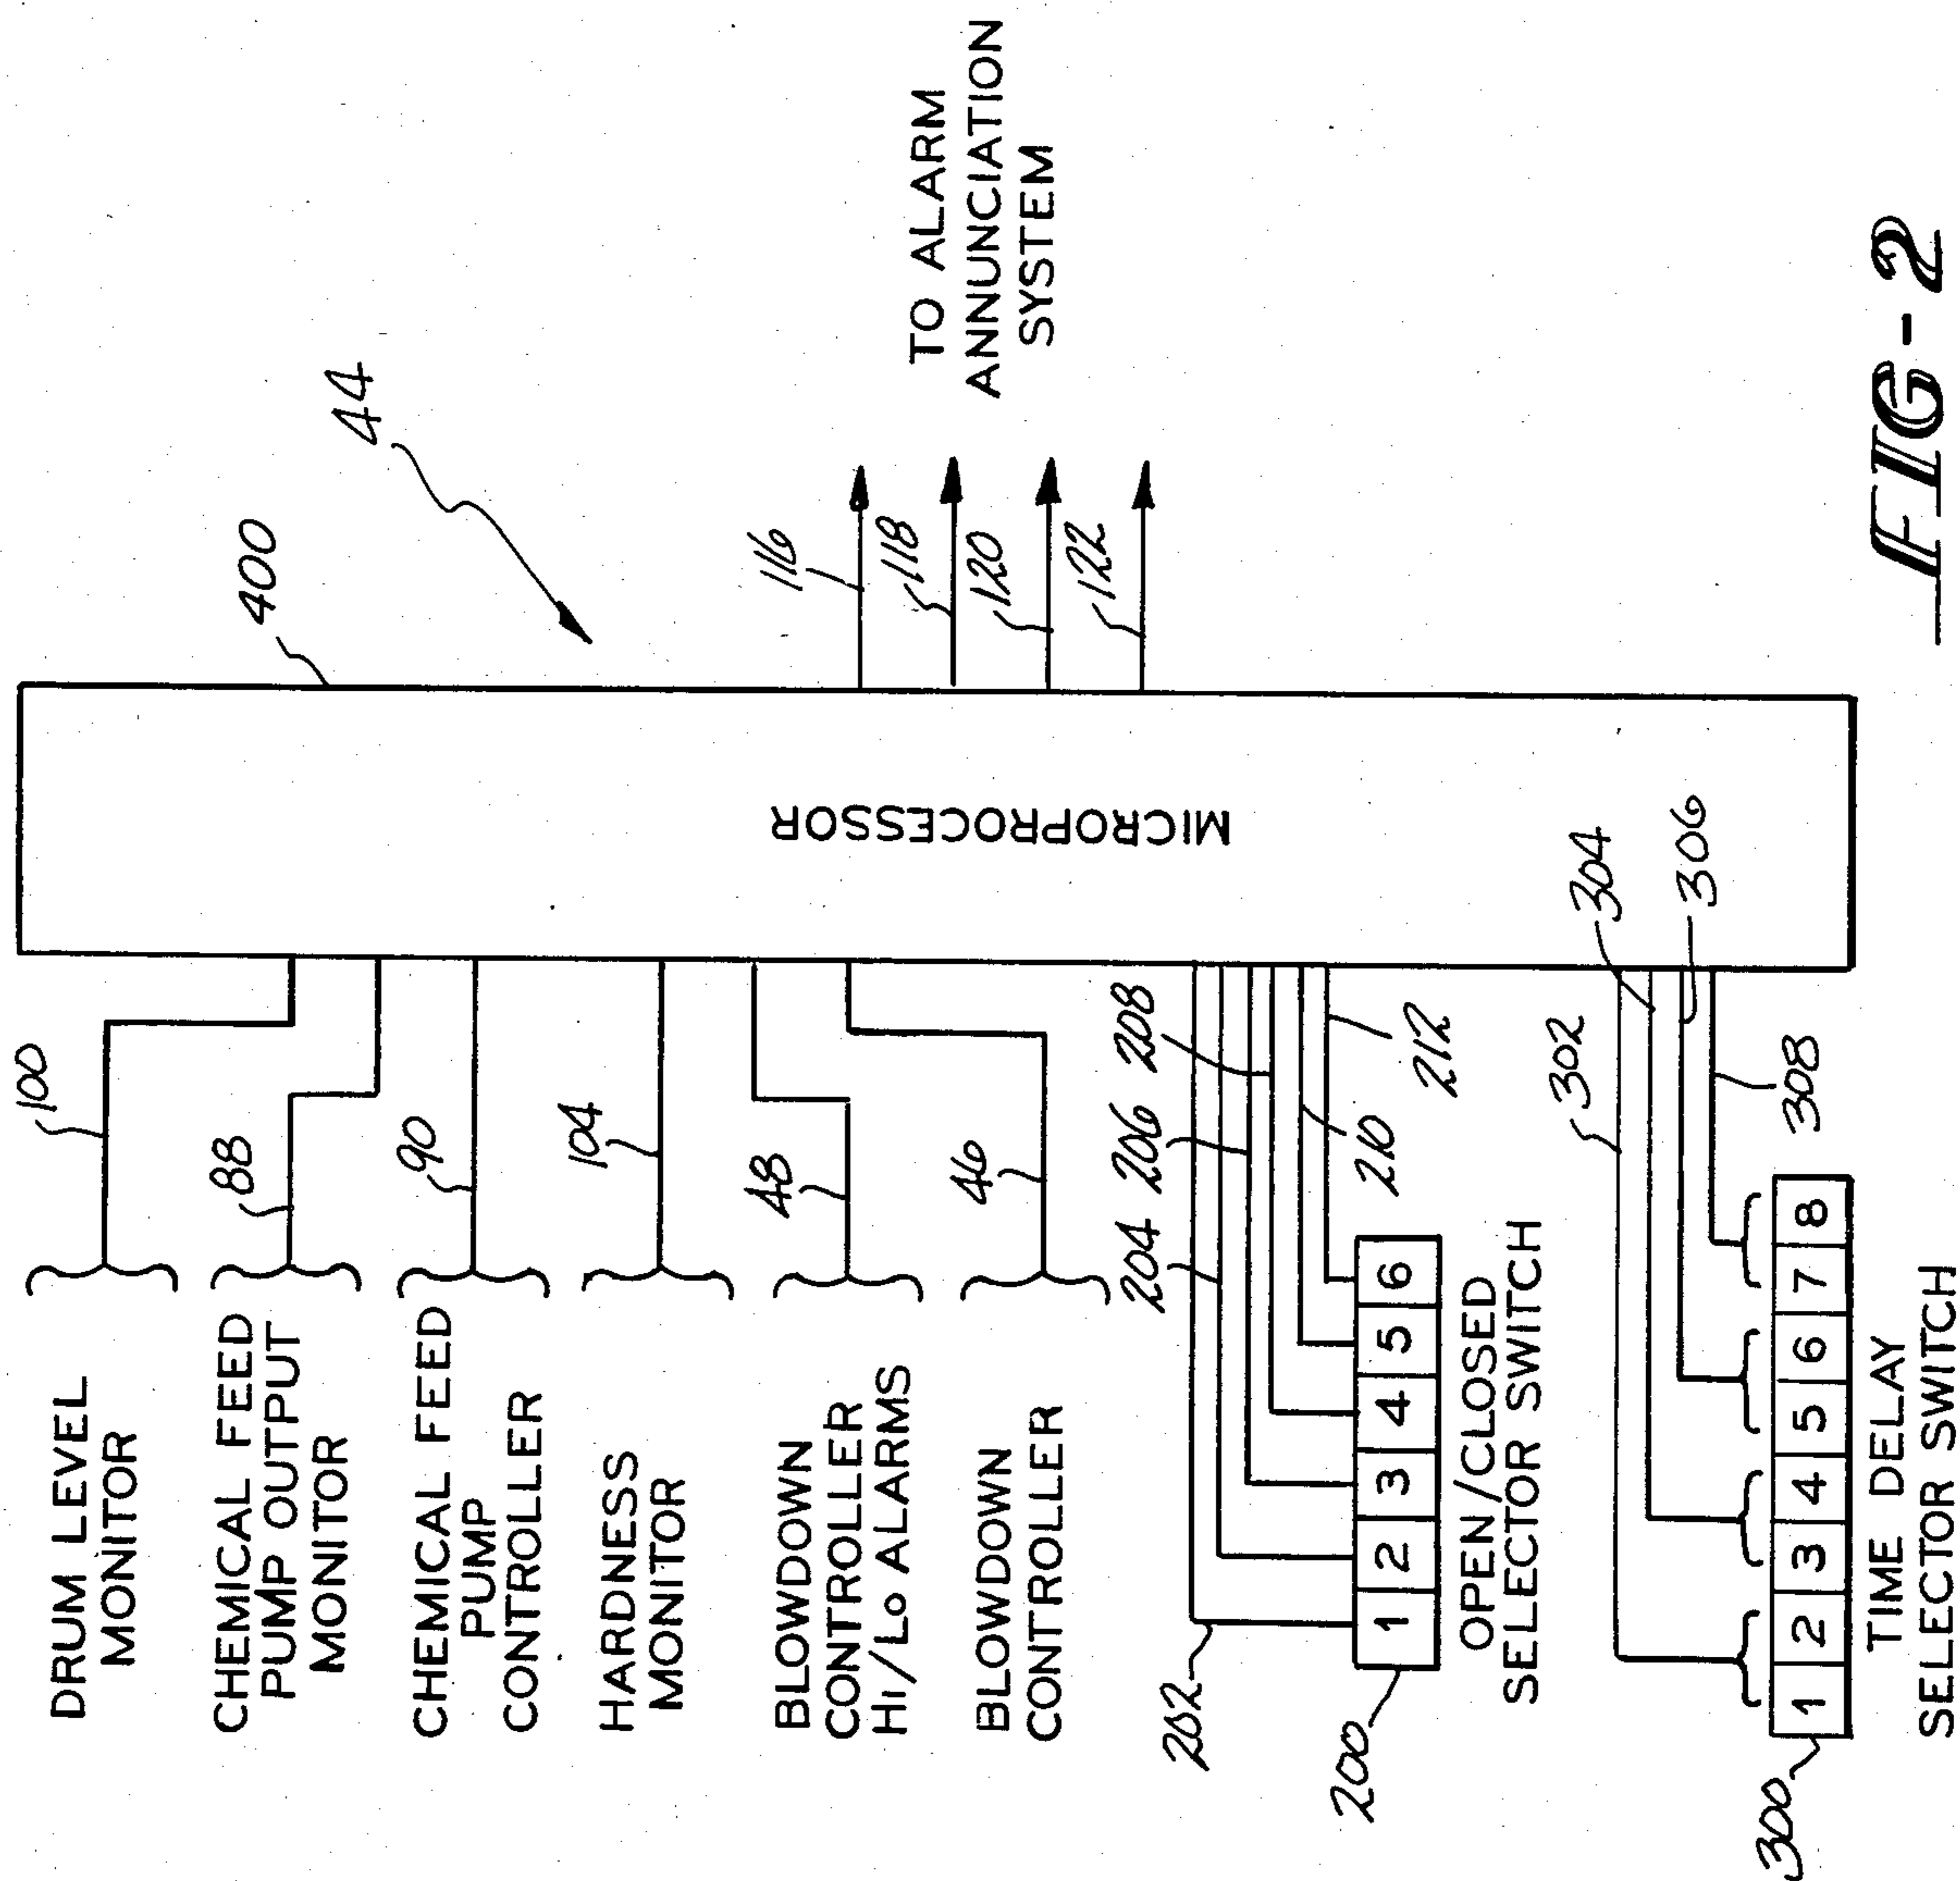 DRUM LEVEL
MONITOR
100
CHEMICAL FEED
PUMP OUTPUT
MONITOR
88
CHEMICAL FEED
PUMP
CONTROLLER
90
HARDNESS
MONITOR
104
BLOWDOWN
CONTROLLER
HI/LO ALARMS
48
BLOWDOWN
CONTROLLER
46
202
204
206
208
210
212
200
1 2 3 4 5 6
OPEN/CLOSED
SELECTOR SWITCH
302
304
306
308
300
1 2 3 4 5 6 7 8
TIME DELAY
SELECTOR SWITCH
MICROPROCESSOR
400
44
116
118
120
122
TO ALARM
ANNUNCIATION
SYSTEM
FIG-2